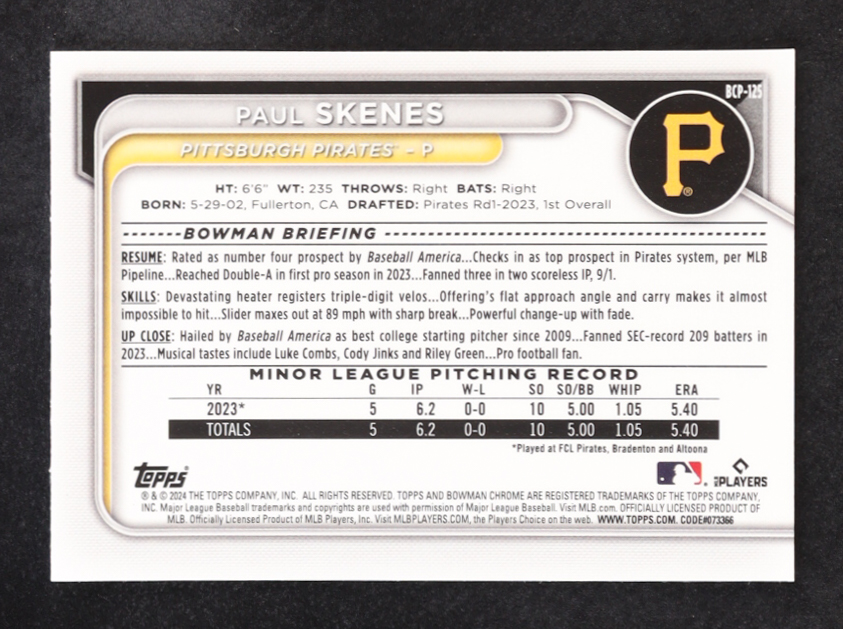 BCP-125
PAUL SKENES
PITTSBURGH PIRATES™ – P
P®
HT: 6'6" WT: 235 THROWS: Right BATS: Right
BORN: 5-29-02, Fullerton, CA DRAFTED: Pirates Rd1-2023, 1st Overall
BOWMAN BRIEFING
RESUME: Rated as number four prospect by Baseball America...Checks in as top prospect in Pirates system, per MLB
Pipeline...Reached Double-A in first pro season in 2023...Fanned three in two scoreless IP, 9/1.
SKILLS: Devastating heater registers triple-digit velos...Offering's flat approach angle and carry makes it almost
impossible to hit...Slider maxes out at 89 mph with sharp break...Powerful change-up with fade.
UP CLOSE: Hailed by Baseball America as best college starting pitcher since 2009...Fanned SEC-record 209 batters in
2023...Musical tastes include Luke Combs, Cody Jinks and Riley Green...Pro football fan.
MINOR LEAGUE PITCHING RECORD
YR G IP W-L SO SO/BB WHIP ERA
2023* 5 6.2 0-0 10 5.00 1.05 5.40
TOTALS 5 6.2 0-0 10 5.00 1.05 5.40
*Played at FCL Pirates, Bradenton and Altoona
Topps®
MLB PLAYERS
® & © 2024 THE TOPPS COMPANY, INC. ALL RIGHTS RESERVED. TOPPS AND BOWMAN CHROME ARE REGISTERED TRADEMARKS OF THE TOPPS COMPANY,
INC. Major League Baseball trademarks and copyrights are used with permission of Major League Baseball. Visit MLB.com. OFFICIALLY LICENSED PRODUCT OF
MLB. Officially Licensed Product of MLB Players, Inc. Visit MLBPLAYERS.COM, the Players Choice on the web. WWW.TOPPS.COM. CODE#073366